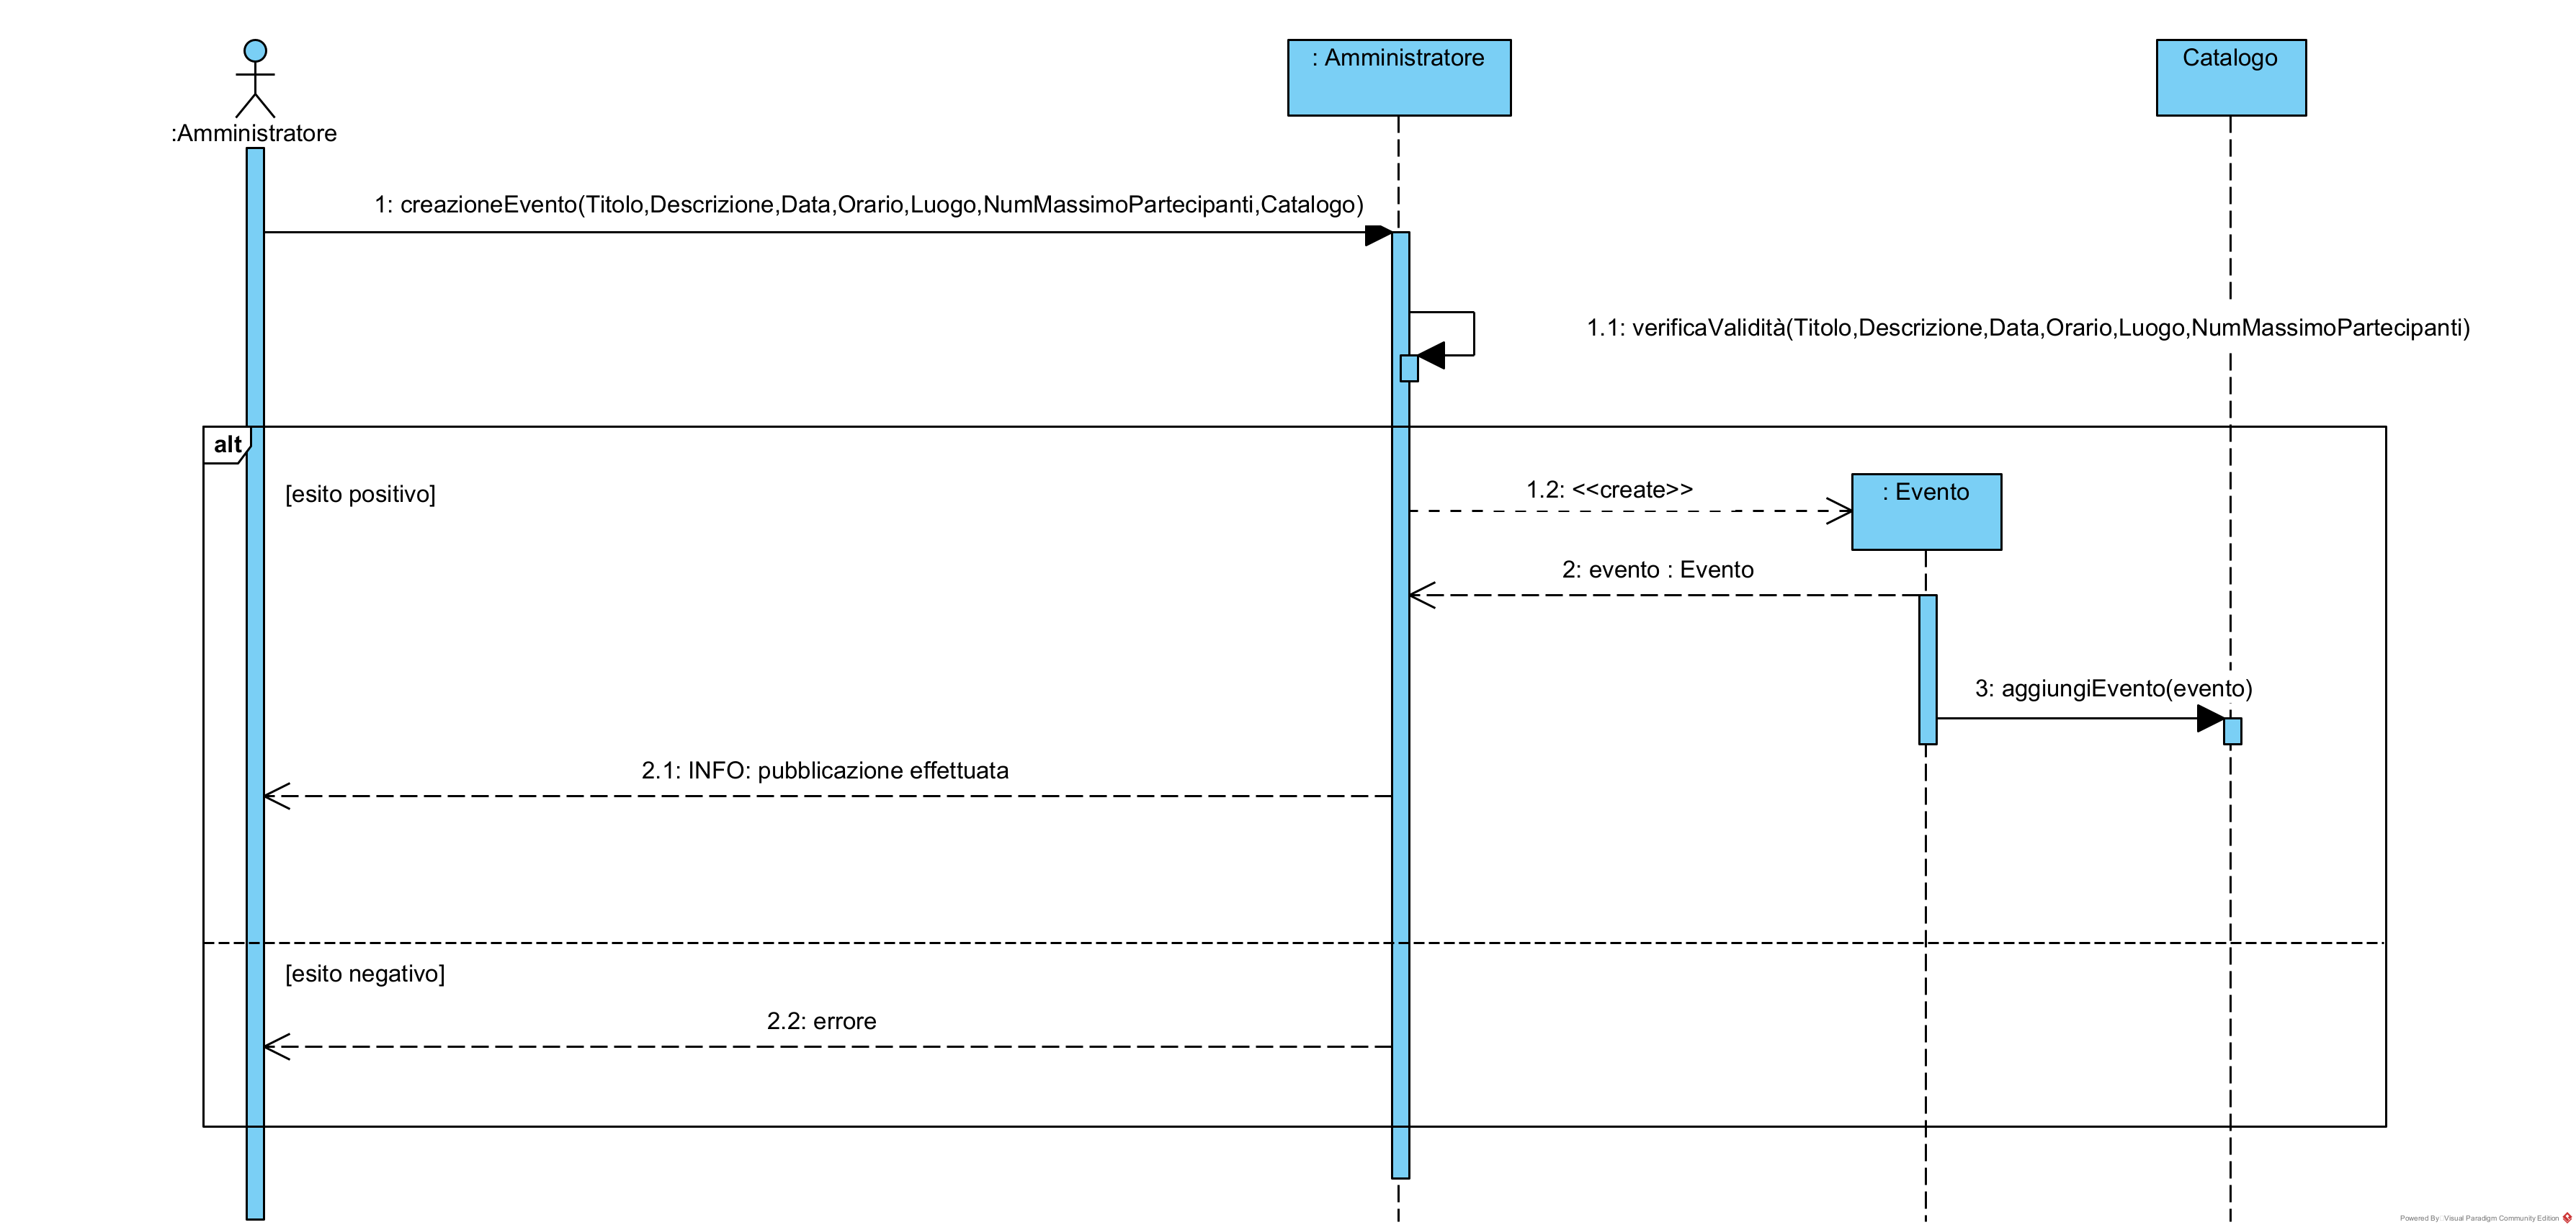 :Amministratore
: Amministratore
Catalogo
1: creazioneEvento(Titolo,Descrizione,Data,Orario,Luogo,NumMassimoPartecipanti,Catalogo)
1.1: verificaValidità(Titolo,Descrizione,Data,Orario,Luogo,NumMassimoPartecipanti)
alt
[esito positivo]
1.2: <<create>>
: Evento
2: evento : Evento
3: aggiungiEvento(evento)
2.1: INFO: pubblicazione effettuata
[esito negativo]
2.2: errore
Powered By: Visual Paradigm Community Edition